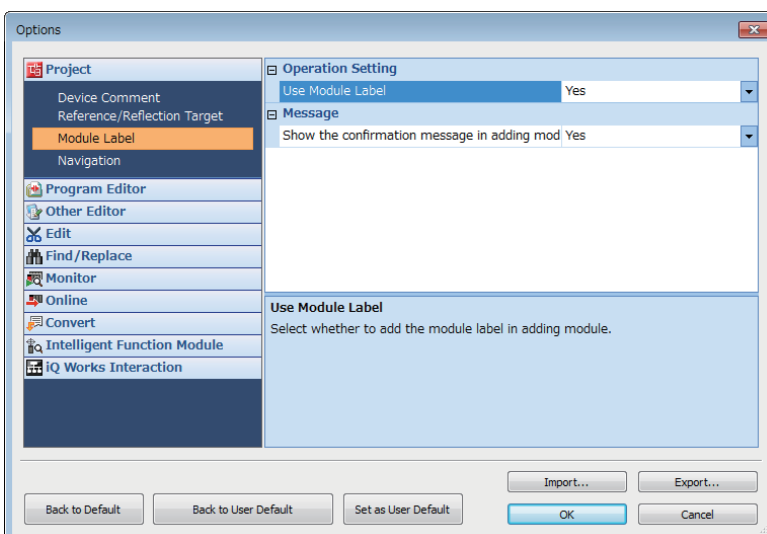 Options
Project
Device Comment
Reference/Reflection Target
Module Label
Navigation
Program Editor
Other Editor
Edit
Find/Replace
Monitor
Online
Convert
Intelligent Function Module
iQ Works Interaction
Operation Setting
Use Module Label Yes
Message
Show the confirmation message in adding mod Yes
Use Module Label
Select whether to add the module label in adding module.
Import... Export...
Back to Default Back to User Default Set as User Default OK Cancel